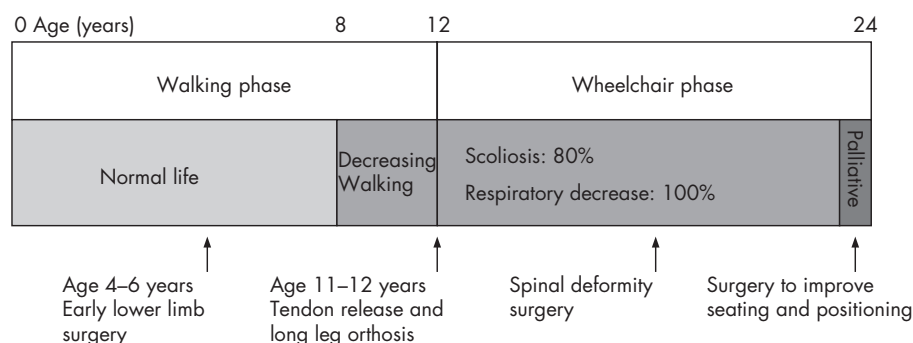 0 Age (years) 8 12 24
Walking phase
Wheelchair phase
Normal life
Decreasing
Walking
Scoliosis: 80%
Respiratory decrease: 100%
Palliative
Age 4–6 years
Early lower limb
surgery
Age 11–12 years
Tendon release and
long leg orthosis
Spinal deformity
surgery
Surgery to improve
seating and positioning